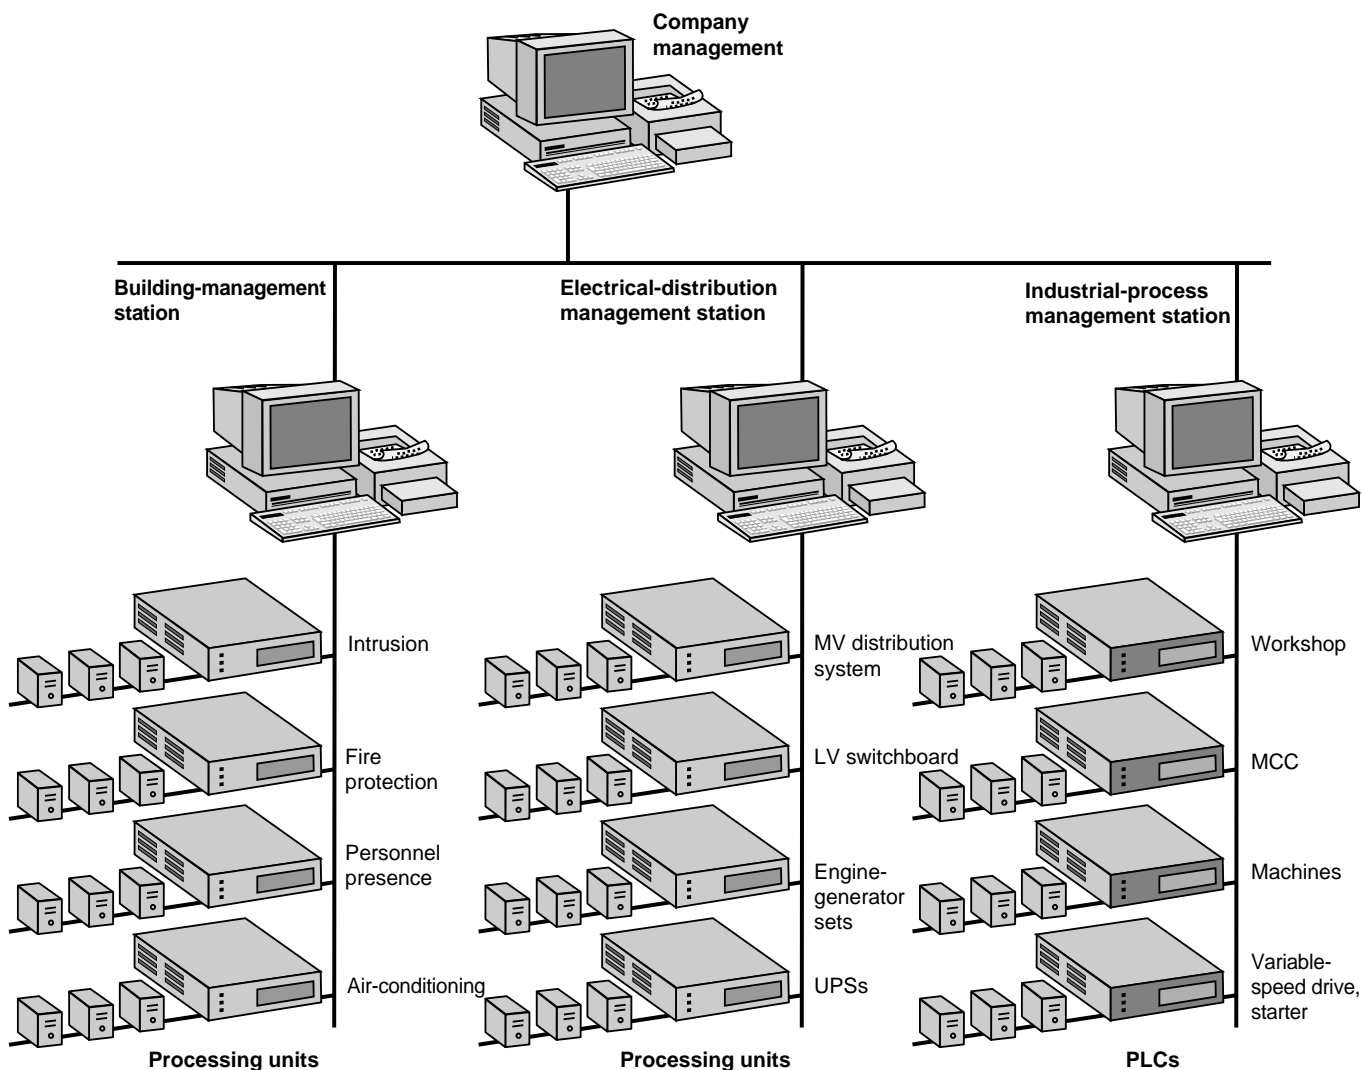 Company
management
Building-management
station
Electrical-distribution
management station
Industrial-process
management station
Intrusion
Fire
protection
Personnel
presence
Air-conditioning
Processing units
MV distribution
system
LV switchboard
Engine-
generator
sets
UPSs
Processing units
Workshop
MCC
Machines
Variable-
speed drive,
starter
PLCs